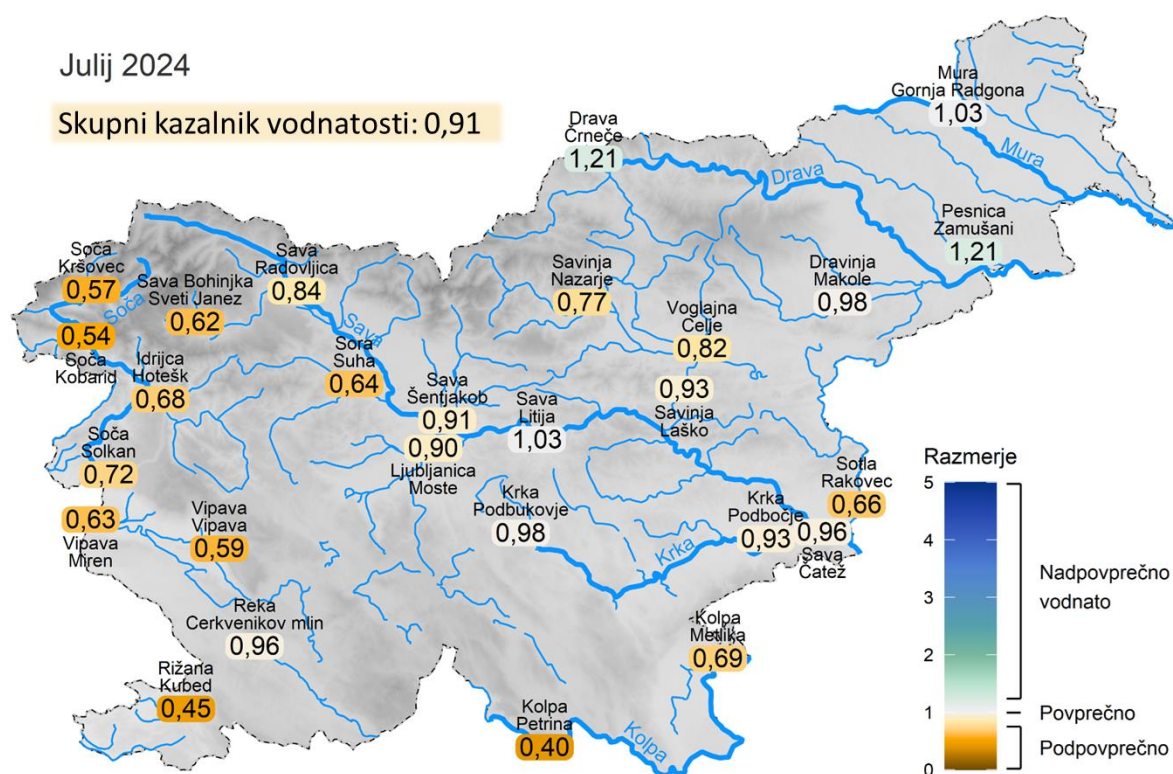 Julij 2024
Skupni kazalnik vodnatosti: 0,91
Mura
Gornja Radgona
1,03
Mura
Drava
Črneče
1,21
Drava
Pesnica
Zamušani
1,21
Soča
Kršovec
0,57
Soča
Sava Bohinjka
Sveti Janez
0,62
Sava
Radovljica
0,84
Sava
Savinja
Nazarje
0,77
Dravinja
Makole
0,98
Voglajna
Celje
0,82
0,54
Soča
Kobarid
Idrijca
Hotešk
0,68
Sora
Suha
0,64
Sava
Šentjakob
0,91
0,90
Ljubljanica
Moste
Sava
Litija
1,03
0,93
Savinja
Laško
Soča
Solkan
0,72
0,63
Vipava
Miren
Vipava
Vipava
0,59
Krka
Podbukovje
0,98
Krka
Krka
Podbočje
0,93
0,96
Sava
Čatež
Sotla
Rakovec
0,66
Reka
Cerkvenikov mlin
0,96
Rižana
Kubed
0,45
Kolpa
Petrina
0,40
Kolpa
Kolpa
Metlika
0,69
Razmerje
5
4
3
2
1
0
Nadpovprečno
vodnato
Povprečno
Podpovprečno